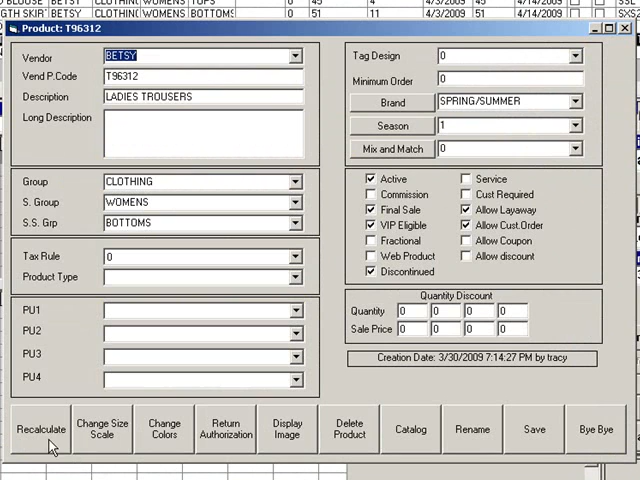 D BLOUSE BETSY CLOTHIN( WOMENS TOPS 0 45 4 4/3/2009 45 4/14/2009
GTH SKIR BETSY CLOTHIN( WOMENS BOTTOMS 0 51 11 4/3/2009 51 4/14/2009 SXS2
Product: T96312
Vendor BETSY
Vend P.Code T96312
Description LADIES TROUSERS
Long Description
Group CLOTHING
S. Group WOMENS
S.S. Grp BOTTOMS
Tax Rule 0
Product Type
PU1
PU2
PU3
PU4
Tag Design 0
Minimum Order 0
Brand SPRING/SUMMER
Season 1
Mix and Match 0
Active Service
Commission Cust Required
Final Sale Allow Layaway
VIP Eligible Allow Cust.Order
Fractional Allow Coupon
Web Product Allow discount
Discontinued
Quantity Discount
Quantity 0 0 0 0
Sale Price 0 0 0 0
Creation Date: 3/30/2009 7:14:27 PM by tracy
Recalculate
Change Size
Scale
Change
Colors
Return
Authorization
Display
Image
Delete
Product
Catalog
Rename
Save
Bye Bye